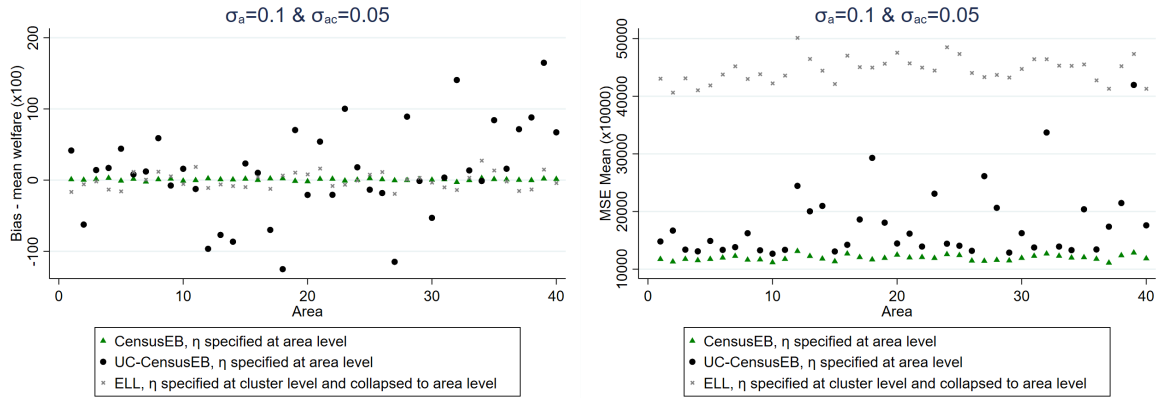 σa=0.1 & σac=0.05
200
100
0
-100
Bias - mean welfare (x100)
0
10
20
30
40
Area
CensusEB, η specified at area level
UC-CensusEB, η specified at area level
ELL, η specified at cluster level and collapsed to area level
σa=0.1 & σac=0.05
50000
40000
30000
20000
10000
MSE Mean (x10000)
0
10
20
30
40
Area
CensusEB, η specified at area level
UC-CensusEB, η specified at area level
ELL, η specified at cluster level and collapsed to area level